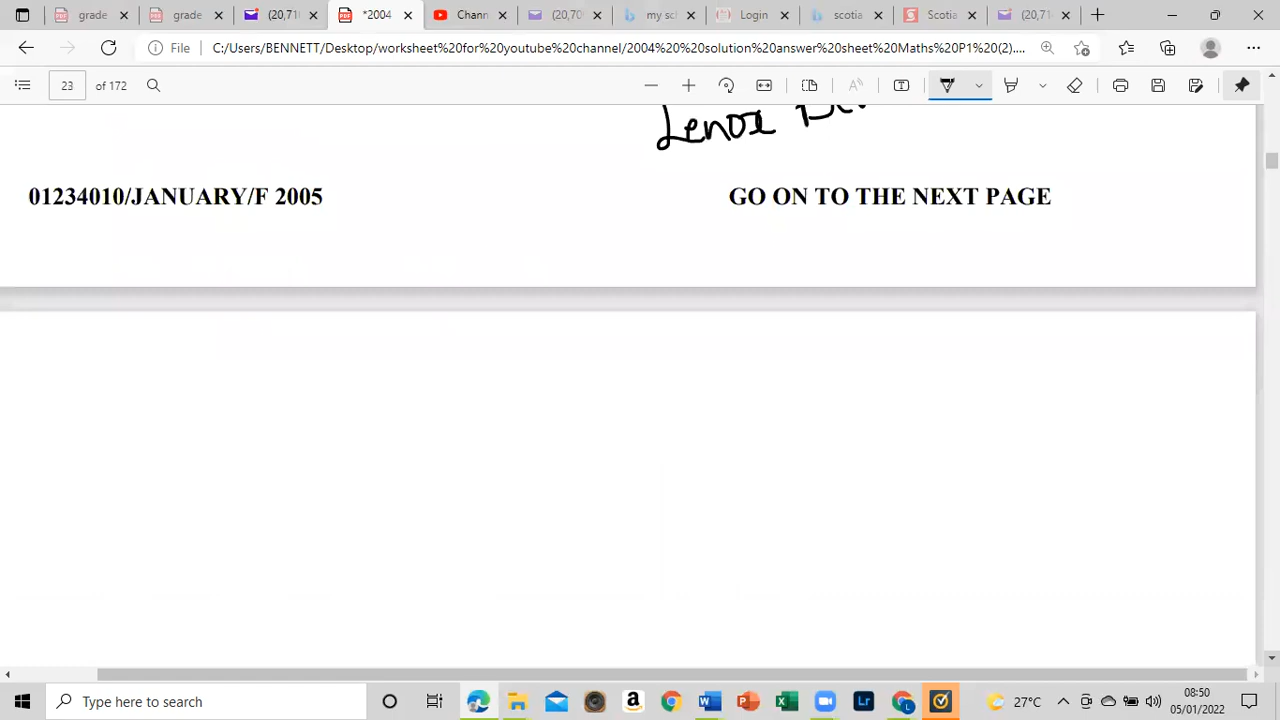 grade
grade
(20,716
*2004
Chann
(20,70
my scl
Login
scotia
Scotia
(20,71
File
C:/Users/BENNETT/Desktop/worksheet%20for%20youtube%20channel/2004%20%20solution%20answer%20sheet%20Maths%20P1%20(2)....
23 of 172
Lenox
01234010/JANUARY/F 2005
GO ON TO THE NEXT PAGE
Type here to search
27°C
08:50
05/01/2022